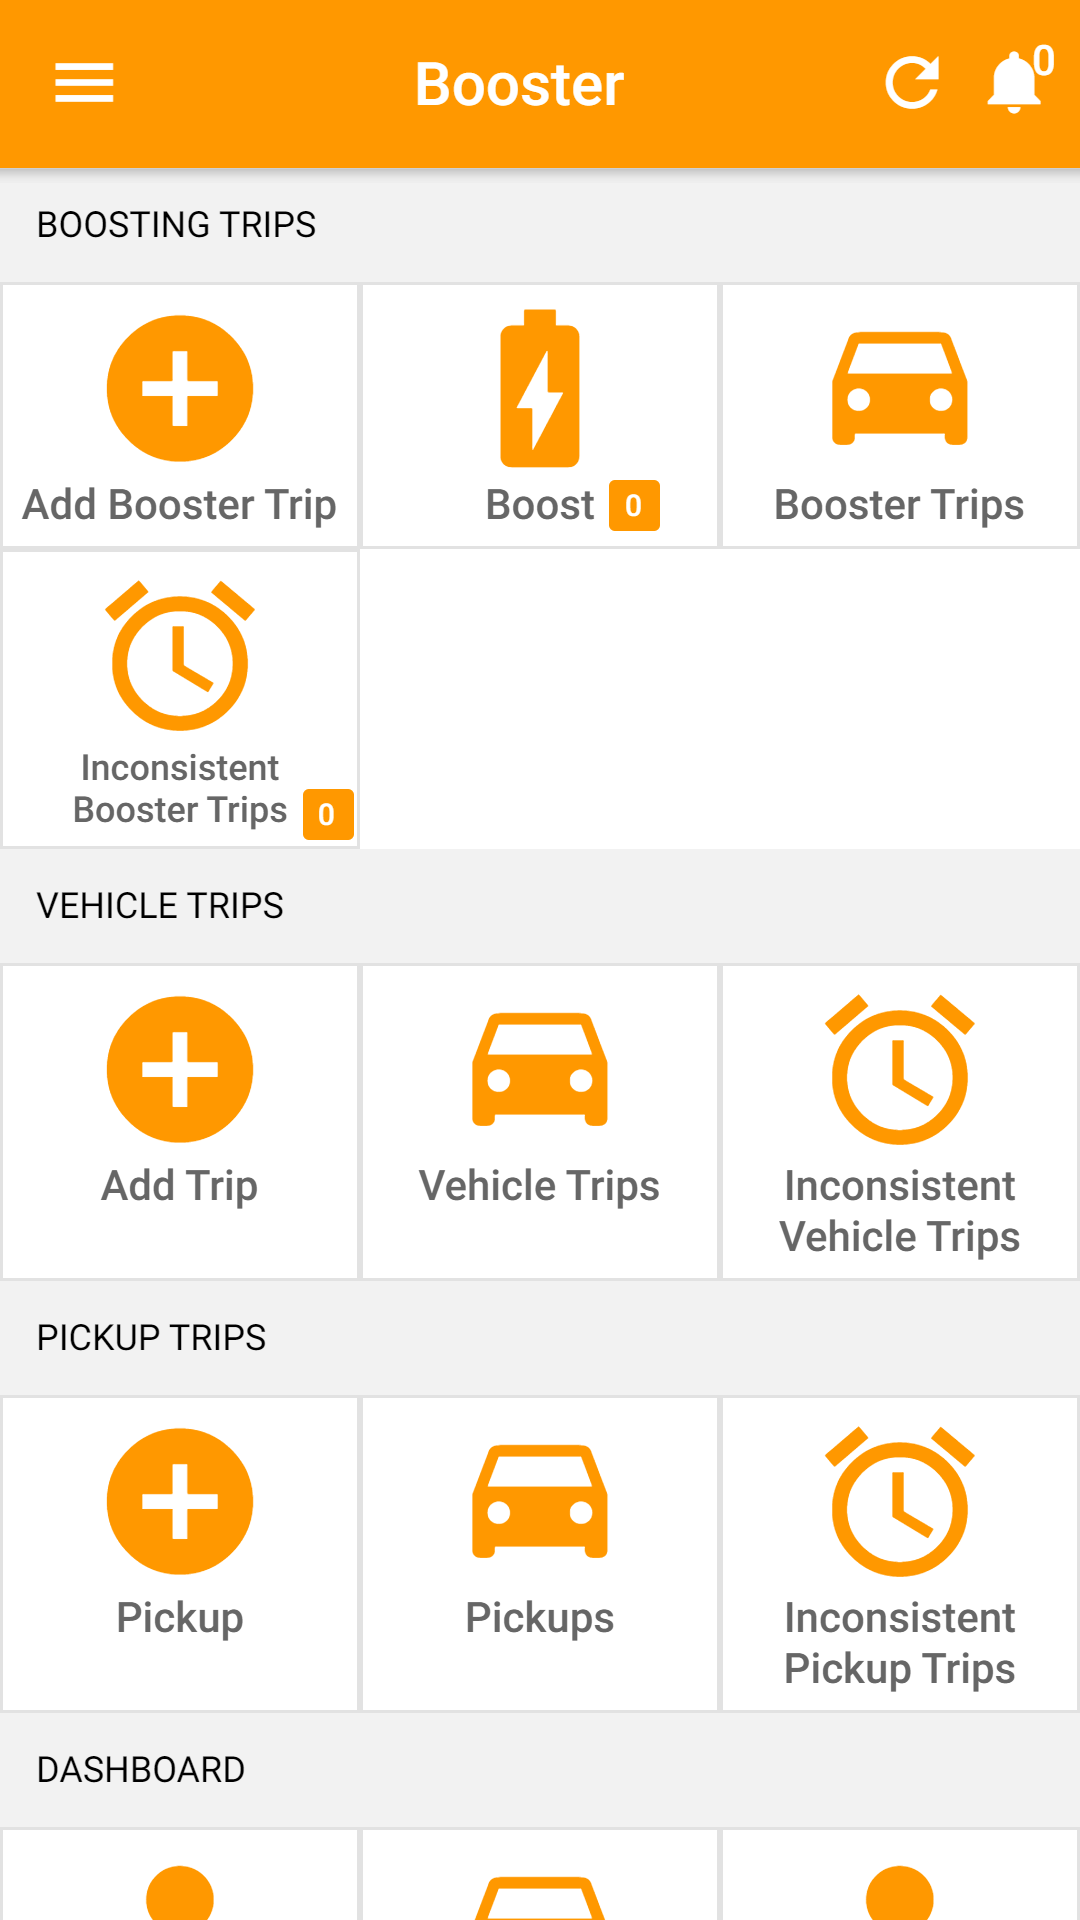 Booster
0
BOOSTING TRIPS
Add Booster Trip
Boost 0
Booster Trips
Inconsistent
Booster Trips 0
VEHICLE TRIPS
Add Trip
Vehicle Trips
Inconsistent
Vehicle Trips
PICKUP TRIPS
Pickup
Pickups
Inconsistent
Pickup Trips
DASHBOARD